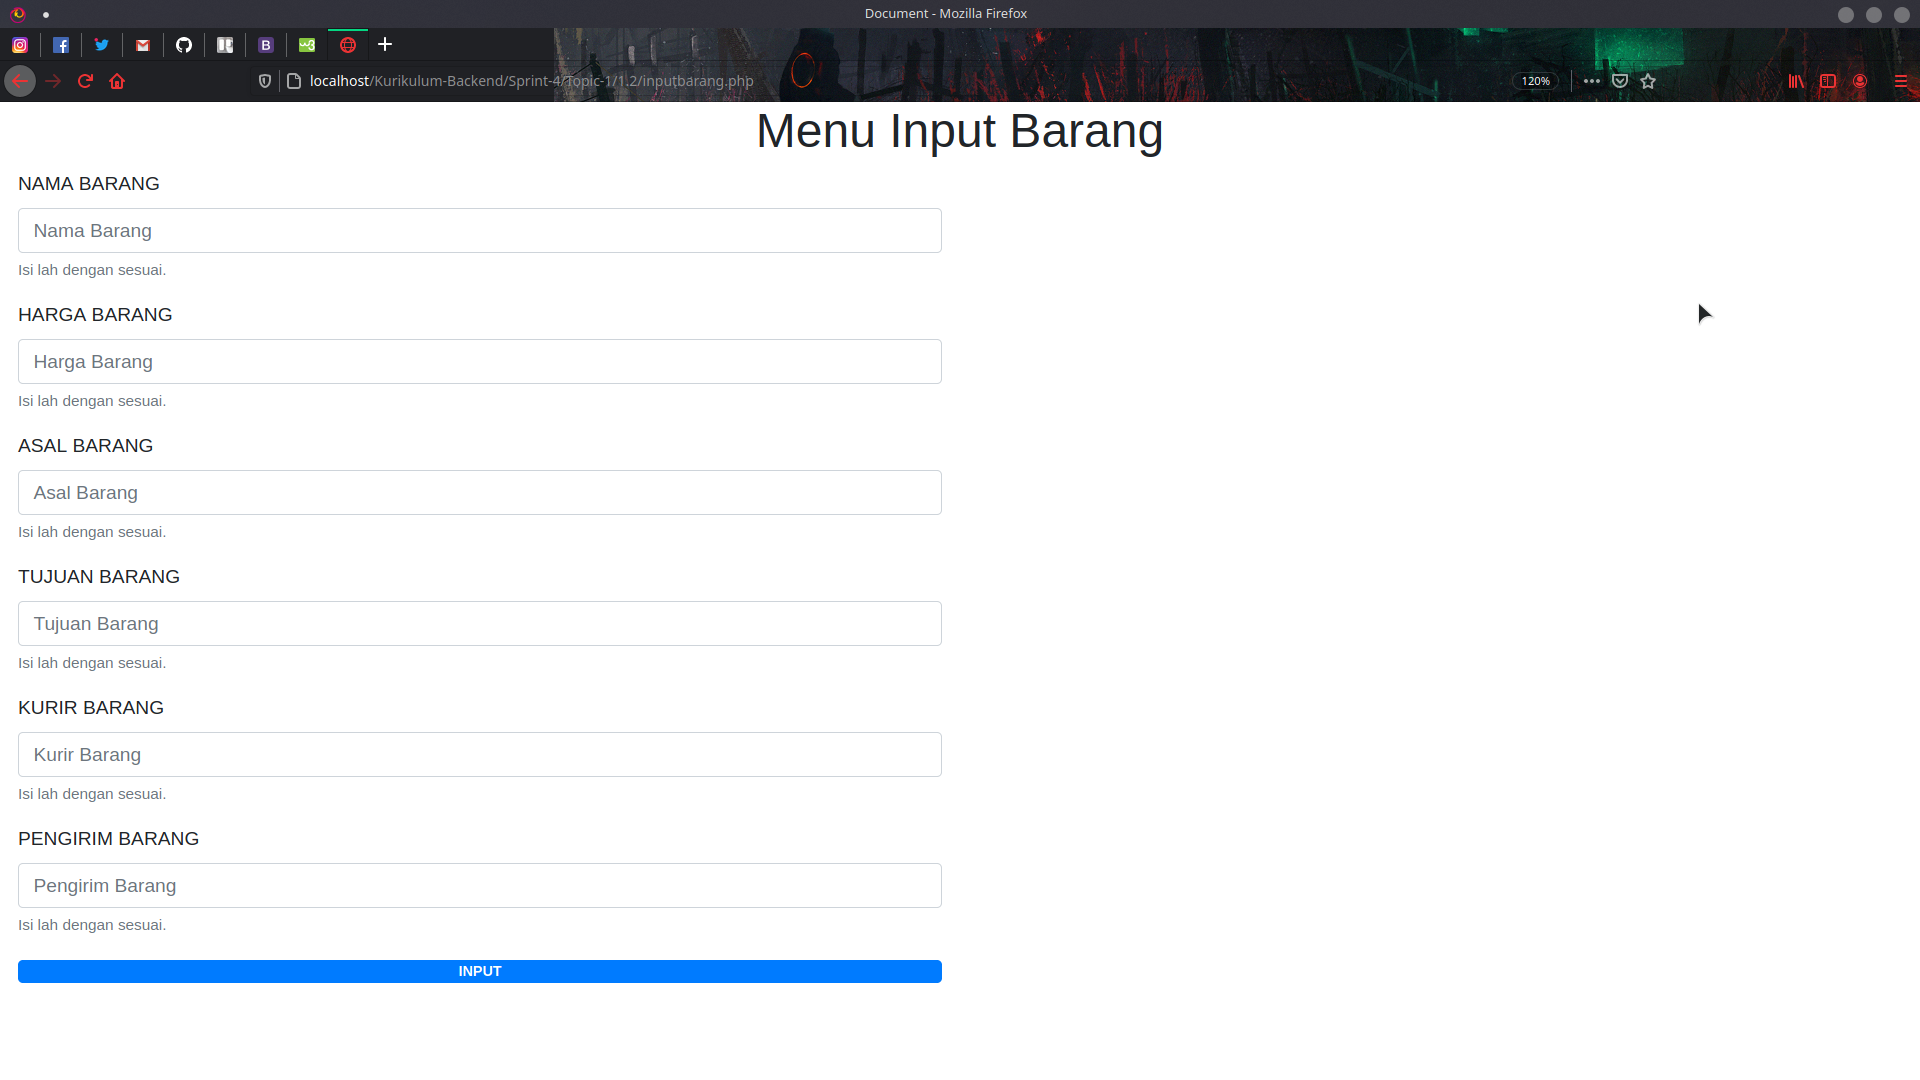 Document - Mozilla Firefox
localhost/Kurikulum-Backend/Sprint-4/Topic-1/1.2/inputbarang.php
120%
Menu Input Barang
NAMA BARANG
Nama Barang
Isi lah dengan sesuai.
HARGA BARANG
Harga Barang
Isi lah dengan sesuai.
ASAL BARANG
Asal Barang
Isi lah dengan sesuai.
TUJUAN BARANG
Tujuan Barang
Isi lah dengan sesuai.
KURIR BARANG
Kurir Barang
Isi lah dengan sesuai.
PENGIRIM BARANG
Pengirim Barang
Isi lah dengan sesuai.
INPUT